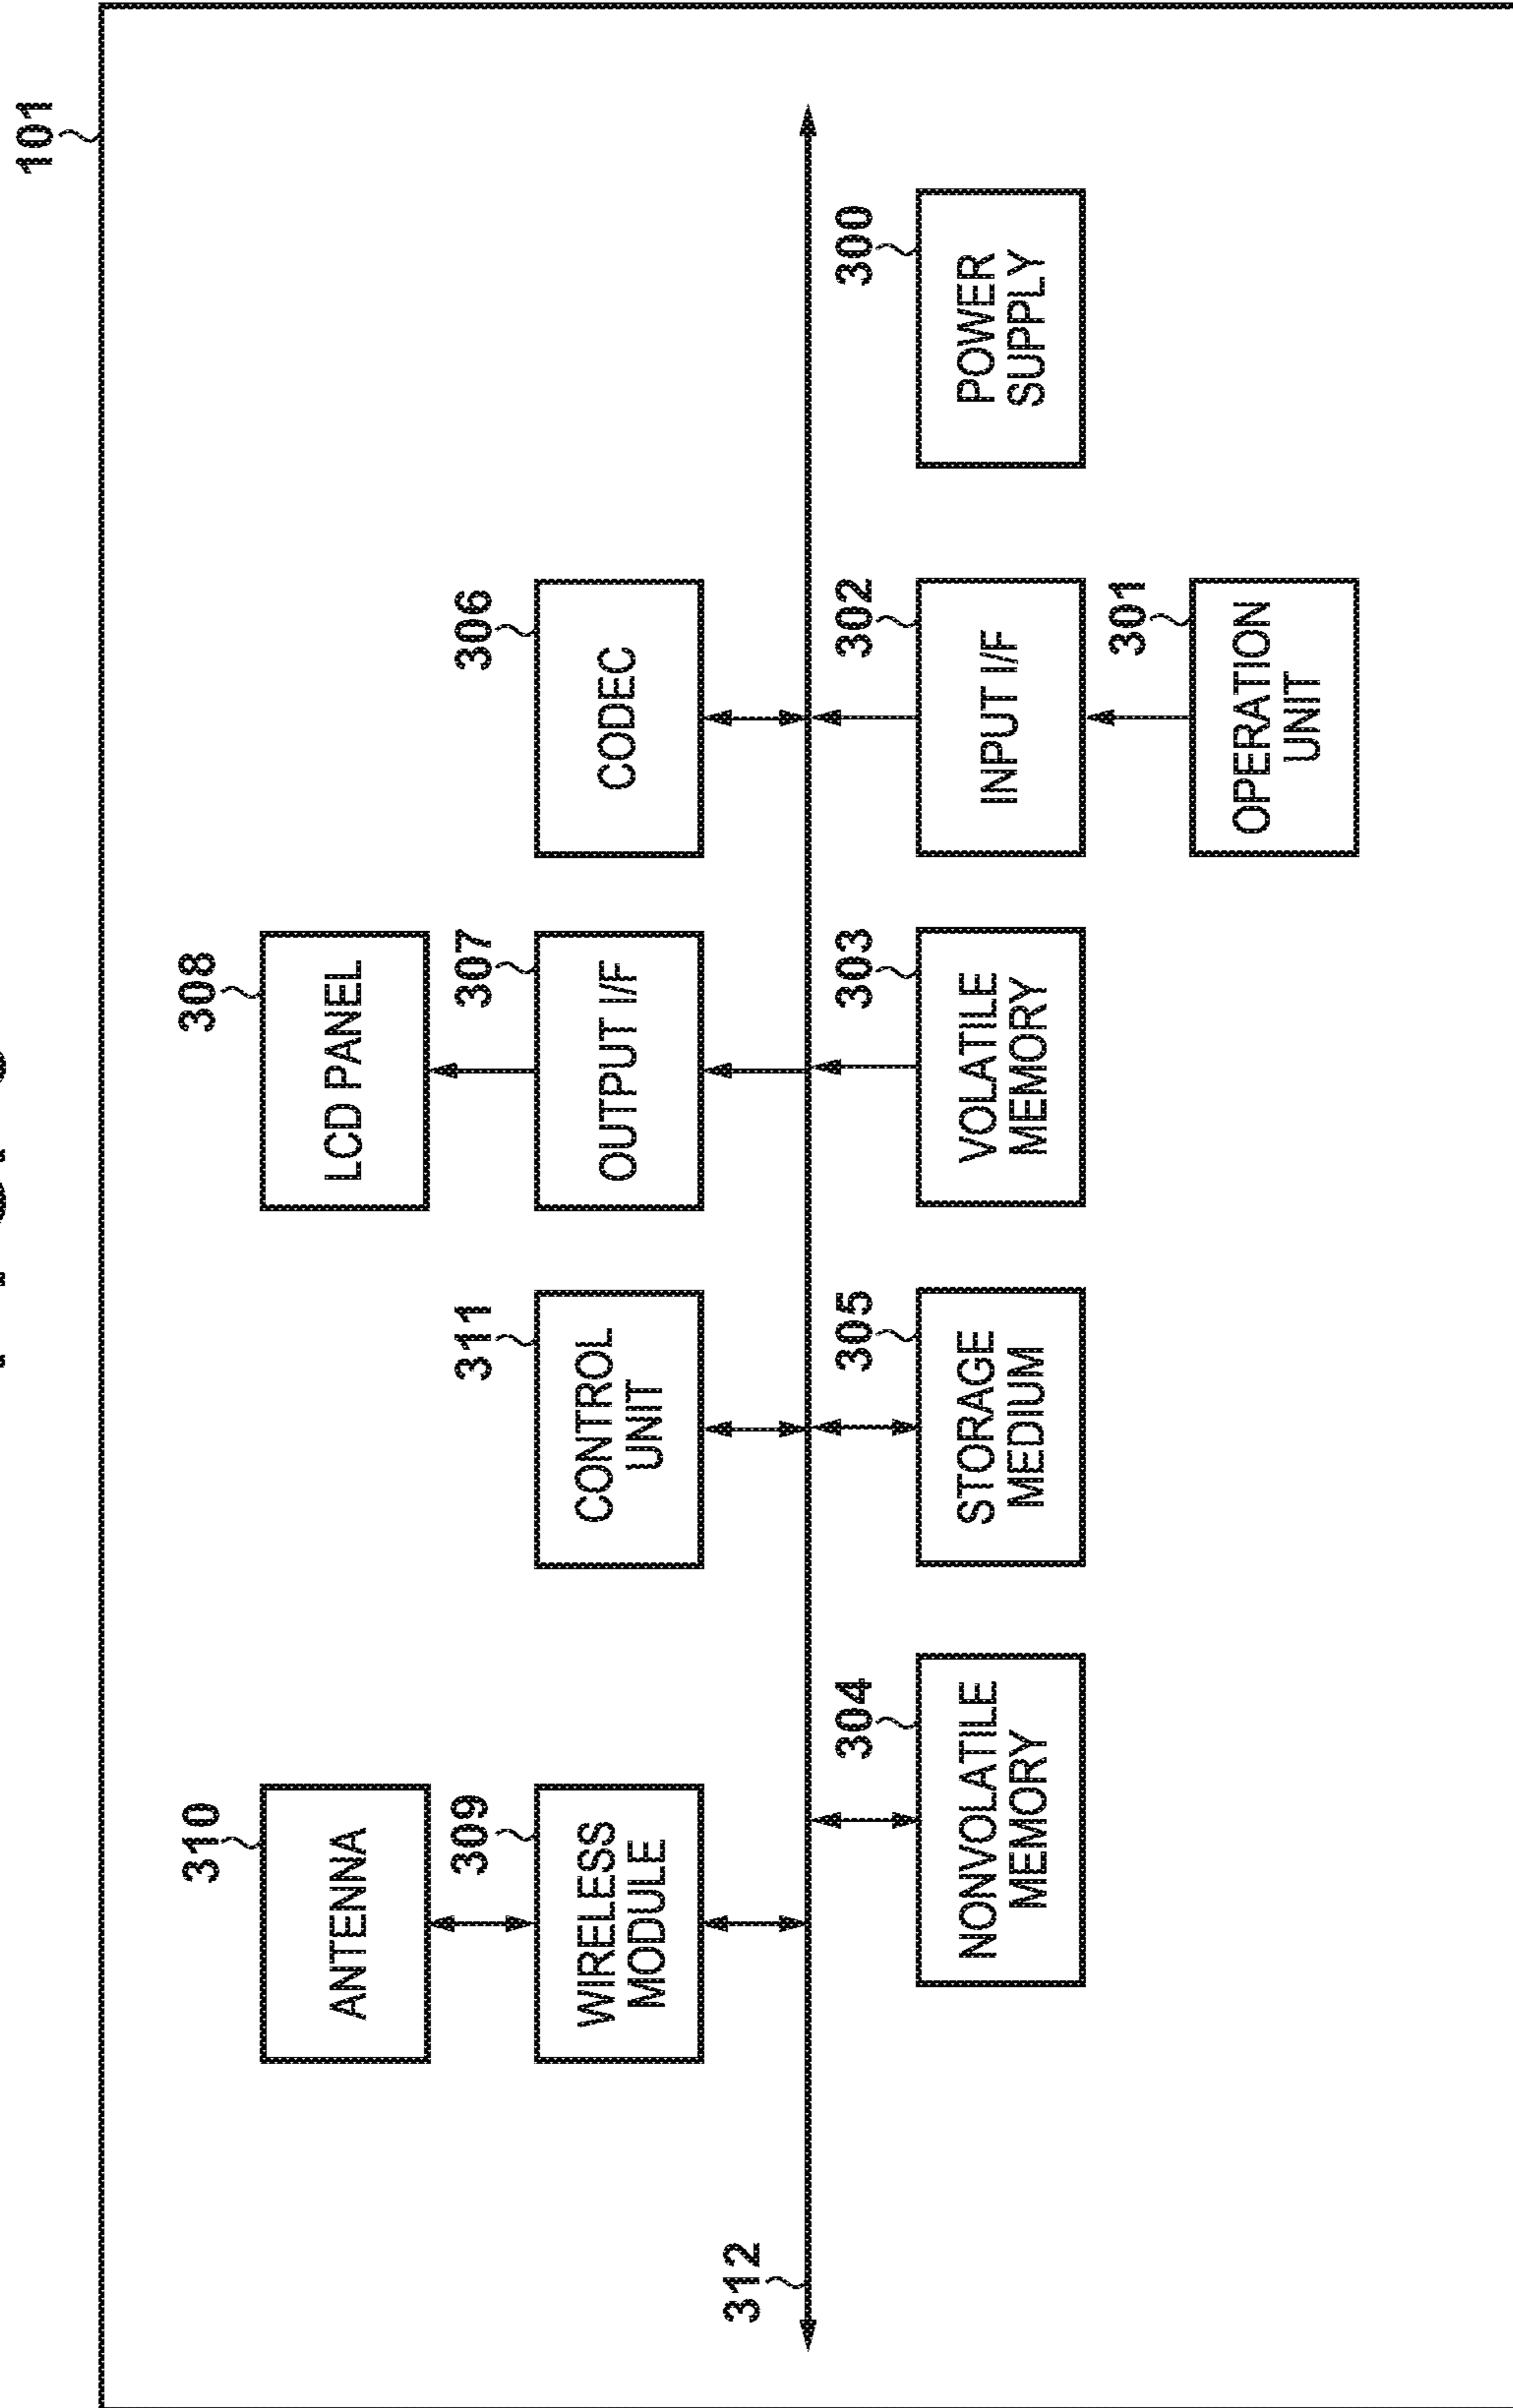 101
310
ANTENNA
308
LCD PANEL
309
WIRELESS
MODULE
311
CONTROL
UNIT
307
OUTPUT I/F
306
CODEC
312
304
NONVOLATILE
MEMORY
305
STORAGE
MEDIUM
303
VOLATILE
MEMORY
302
INPUT I/F
300
POWER
SUPPLY
301
OPERATION
UNIT